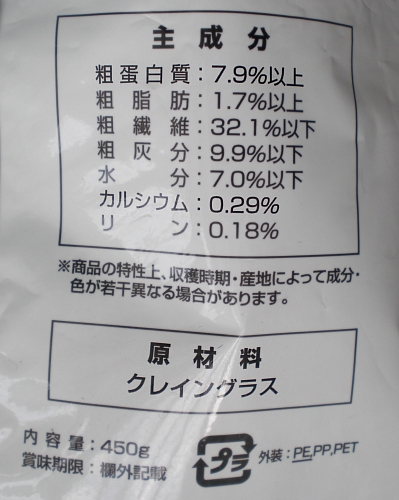 主成分
粗蛋白質：7.9%以上
粗脂肪：1.7%以上
粗繊維：32.1%以下
粗灰分：9.9%以下
水分：7.0%以下
カルシウム：0.29%
リン：0.18%
※商品の特性上、収穫時期・産地によって成分・
色が若干異なる場合があります。
原材料
クレイングラス
内容量：450g
賞味期限：欄外記載
プラ
外装：PE,PP,PET